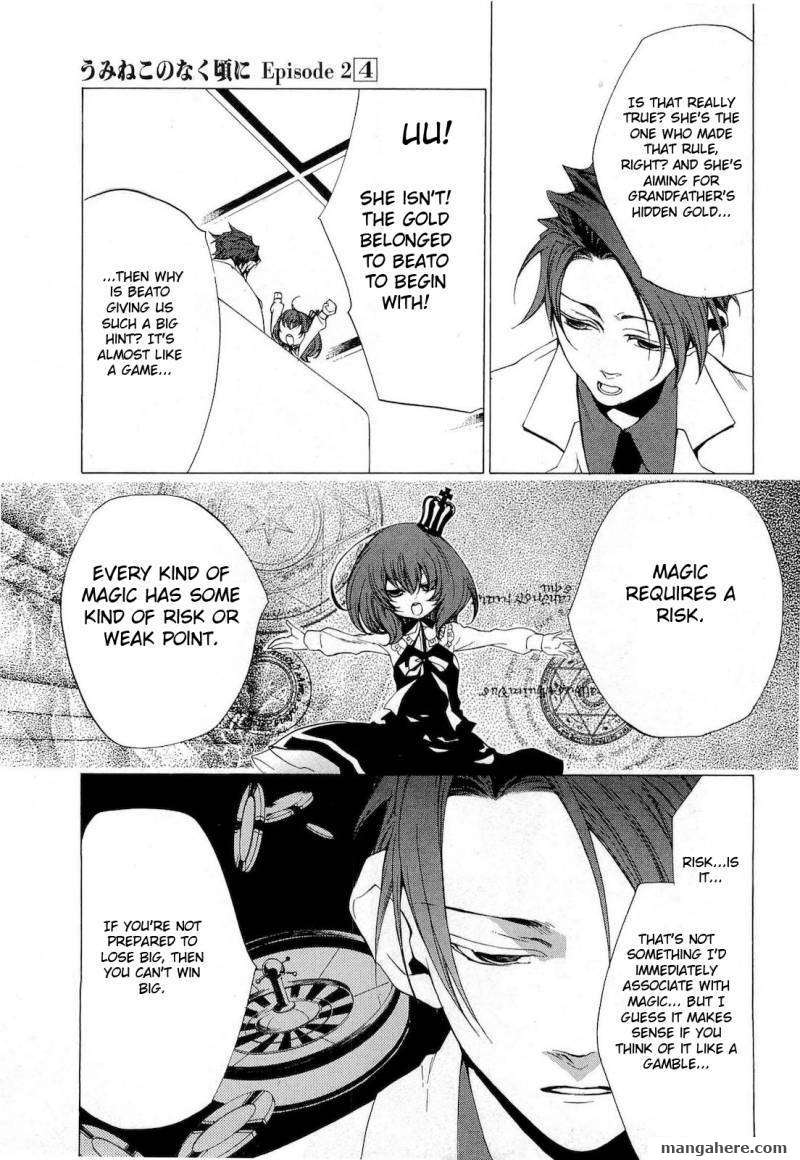 うみねこのなく頃に Episode 2 4
IS THAT REALLY
TRUE? SHE'S THE
ONE WHO MADE
THAT RULE,
RIGHT? AND SHE'S
AIMING FOR
GRANDFATHER'S
HIDDEN GOLD...
UU!
SHE ISN'T!
THE GOLD
BELONGED
TO BEATO
TO BEGIN
WITH!
...THEN WHY
IS BEATO
GIVING US
SUCH A BIG
HINT? IT'S
ALMOST LIKE
A GAME...
MAGIC
REQUIRES A
RISK.
EVERY KIND OF
MAGIC HAS SOME
KIND OF RISK OR
WEAK POINT.
RISK...IS
IT...
THAT'S NOT
SOMETHING I'D
IMMEDIATELY
ASSOCIATE WITH
MAGIC... BUT I
GUESS IT MAKES
SENSE IF YOU
THINK OF IT LIKE A
GAMBLE...
IF YOU'RE NOT
PREPARED TO
LOSE BIG, THEN
YOU CAN'T WIN
BIG.
mangahere.com